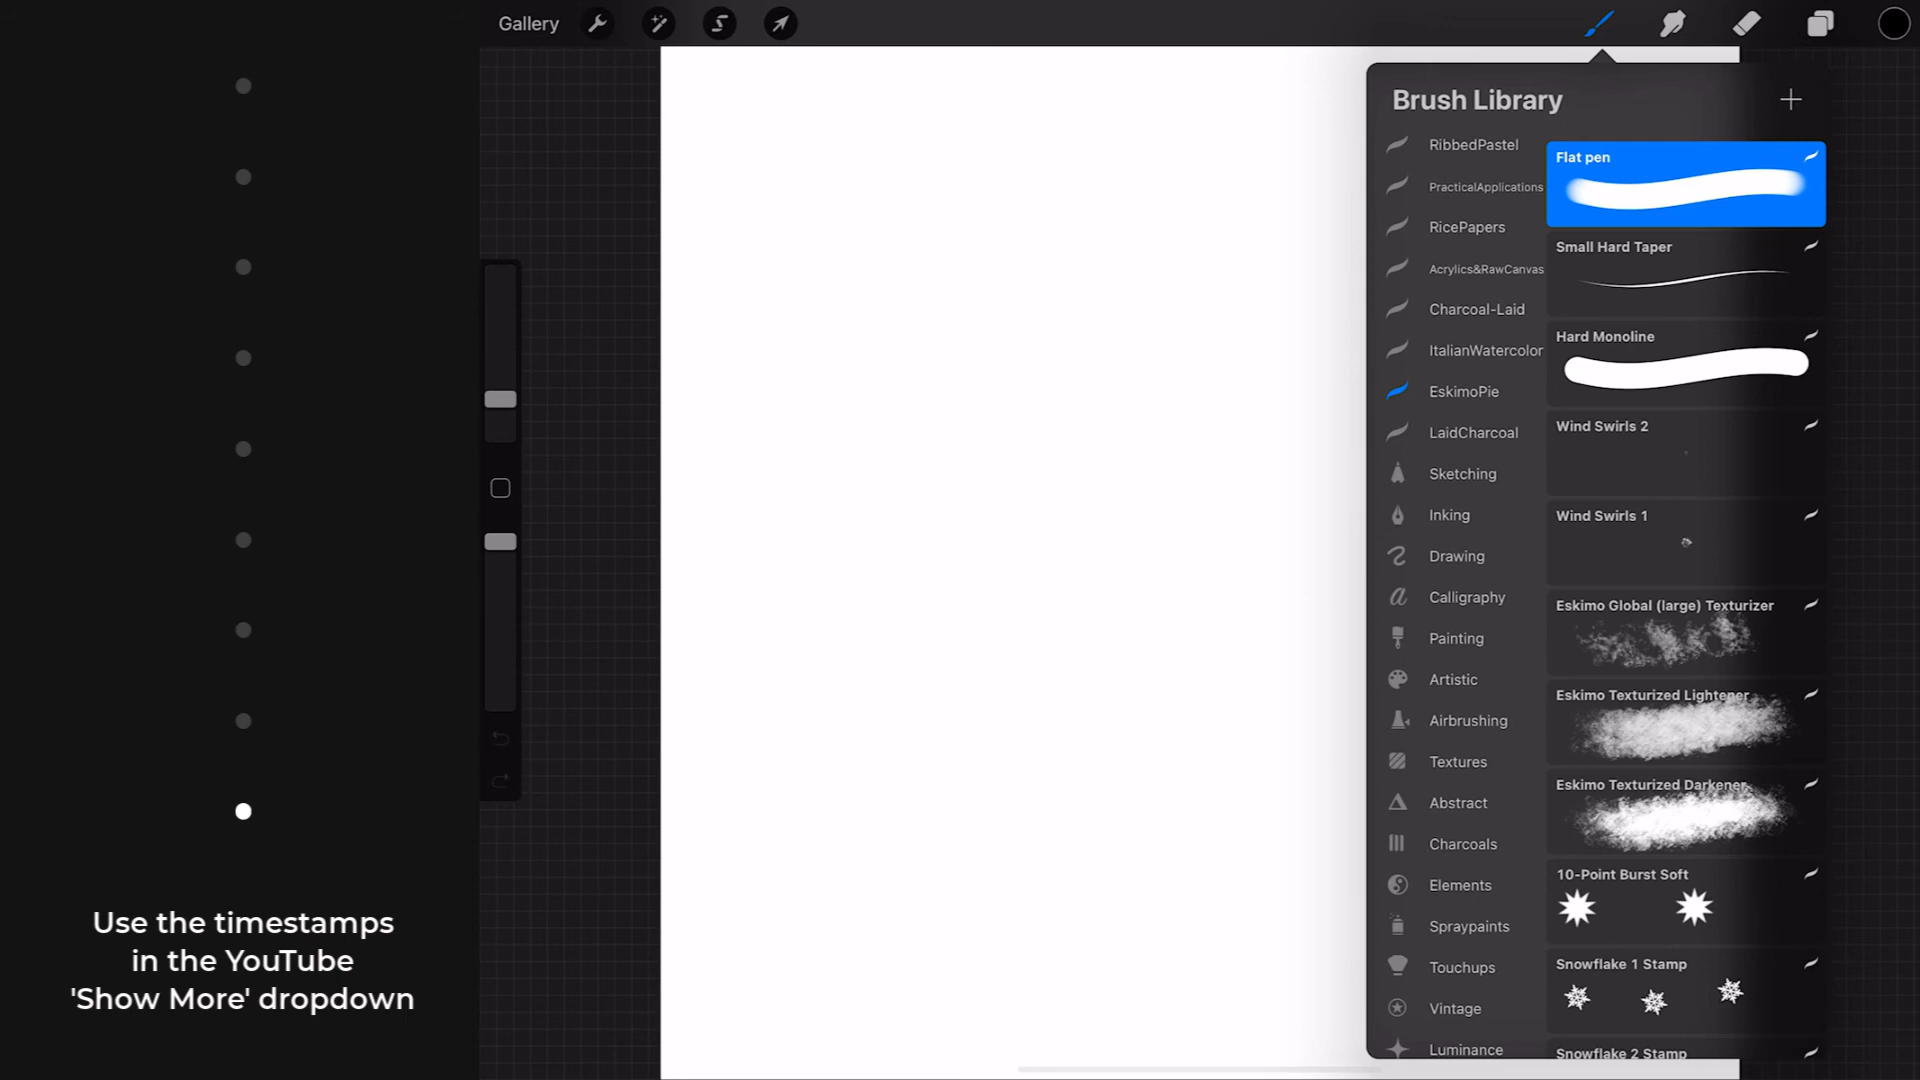 Gallery
Brush Library
RibbedPastel
PracticalApplications
RicePapers
Acrylics&RawCanvas
Charcoal-Laid
ItalianWatercolor
EskimoPie
LaidCharcoal
Sketching
Inking
Drawing
Calligraphy
Painting
Artistic
Airbrushing
Textures
Abstract
Charcoals
Elements
Spraypaints
Touchups
Vintage
Luminance
Flat pen
Small Hard Taper
Hard Monoline
Wind Swirls 2
Wind Swirls 1
Eskimo Global (large) Texturizer
Eskimo Texturized Lightener
Eskimo Texturized Darkener
10-Point Burst Soft
Snowflake 1 Stamp
Snowflake 2 Stamp
Use the timestamps
in the YouTube
'Show More' dropdown